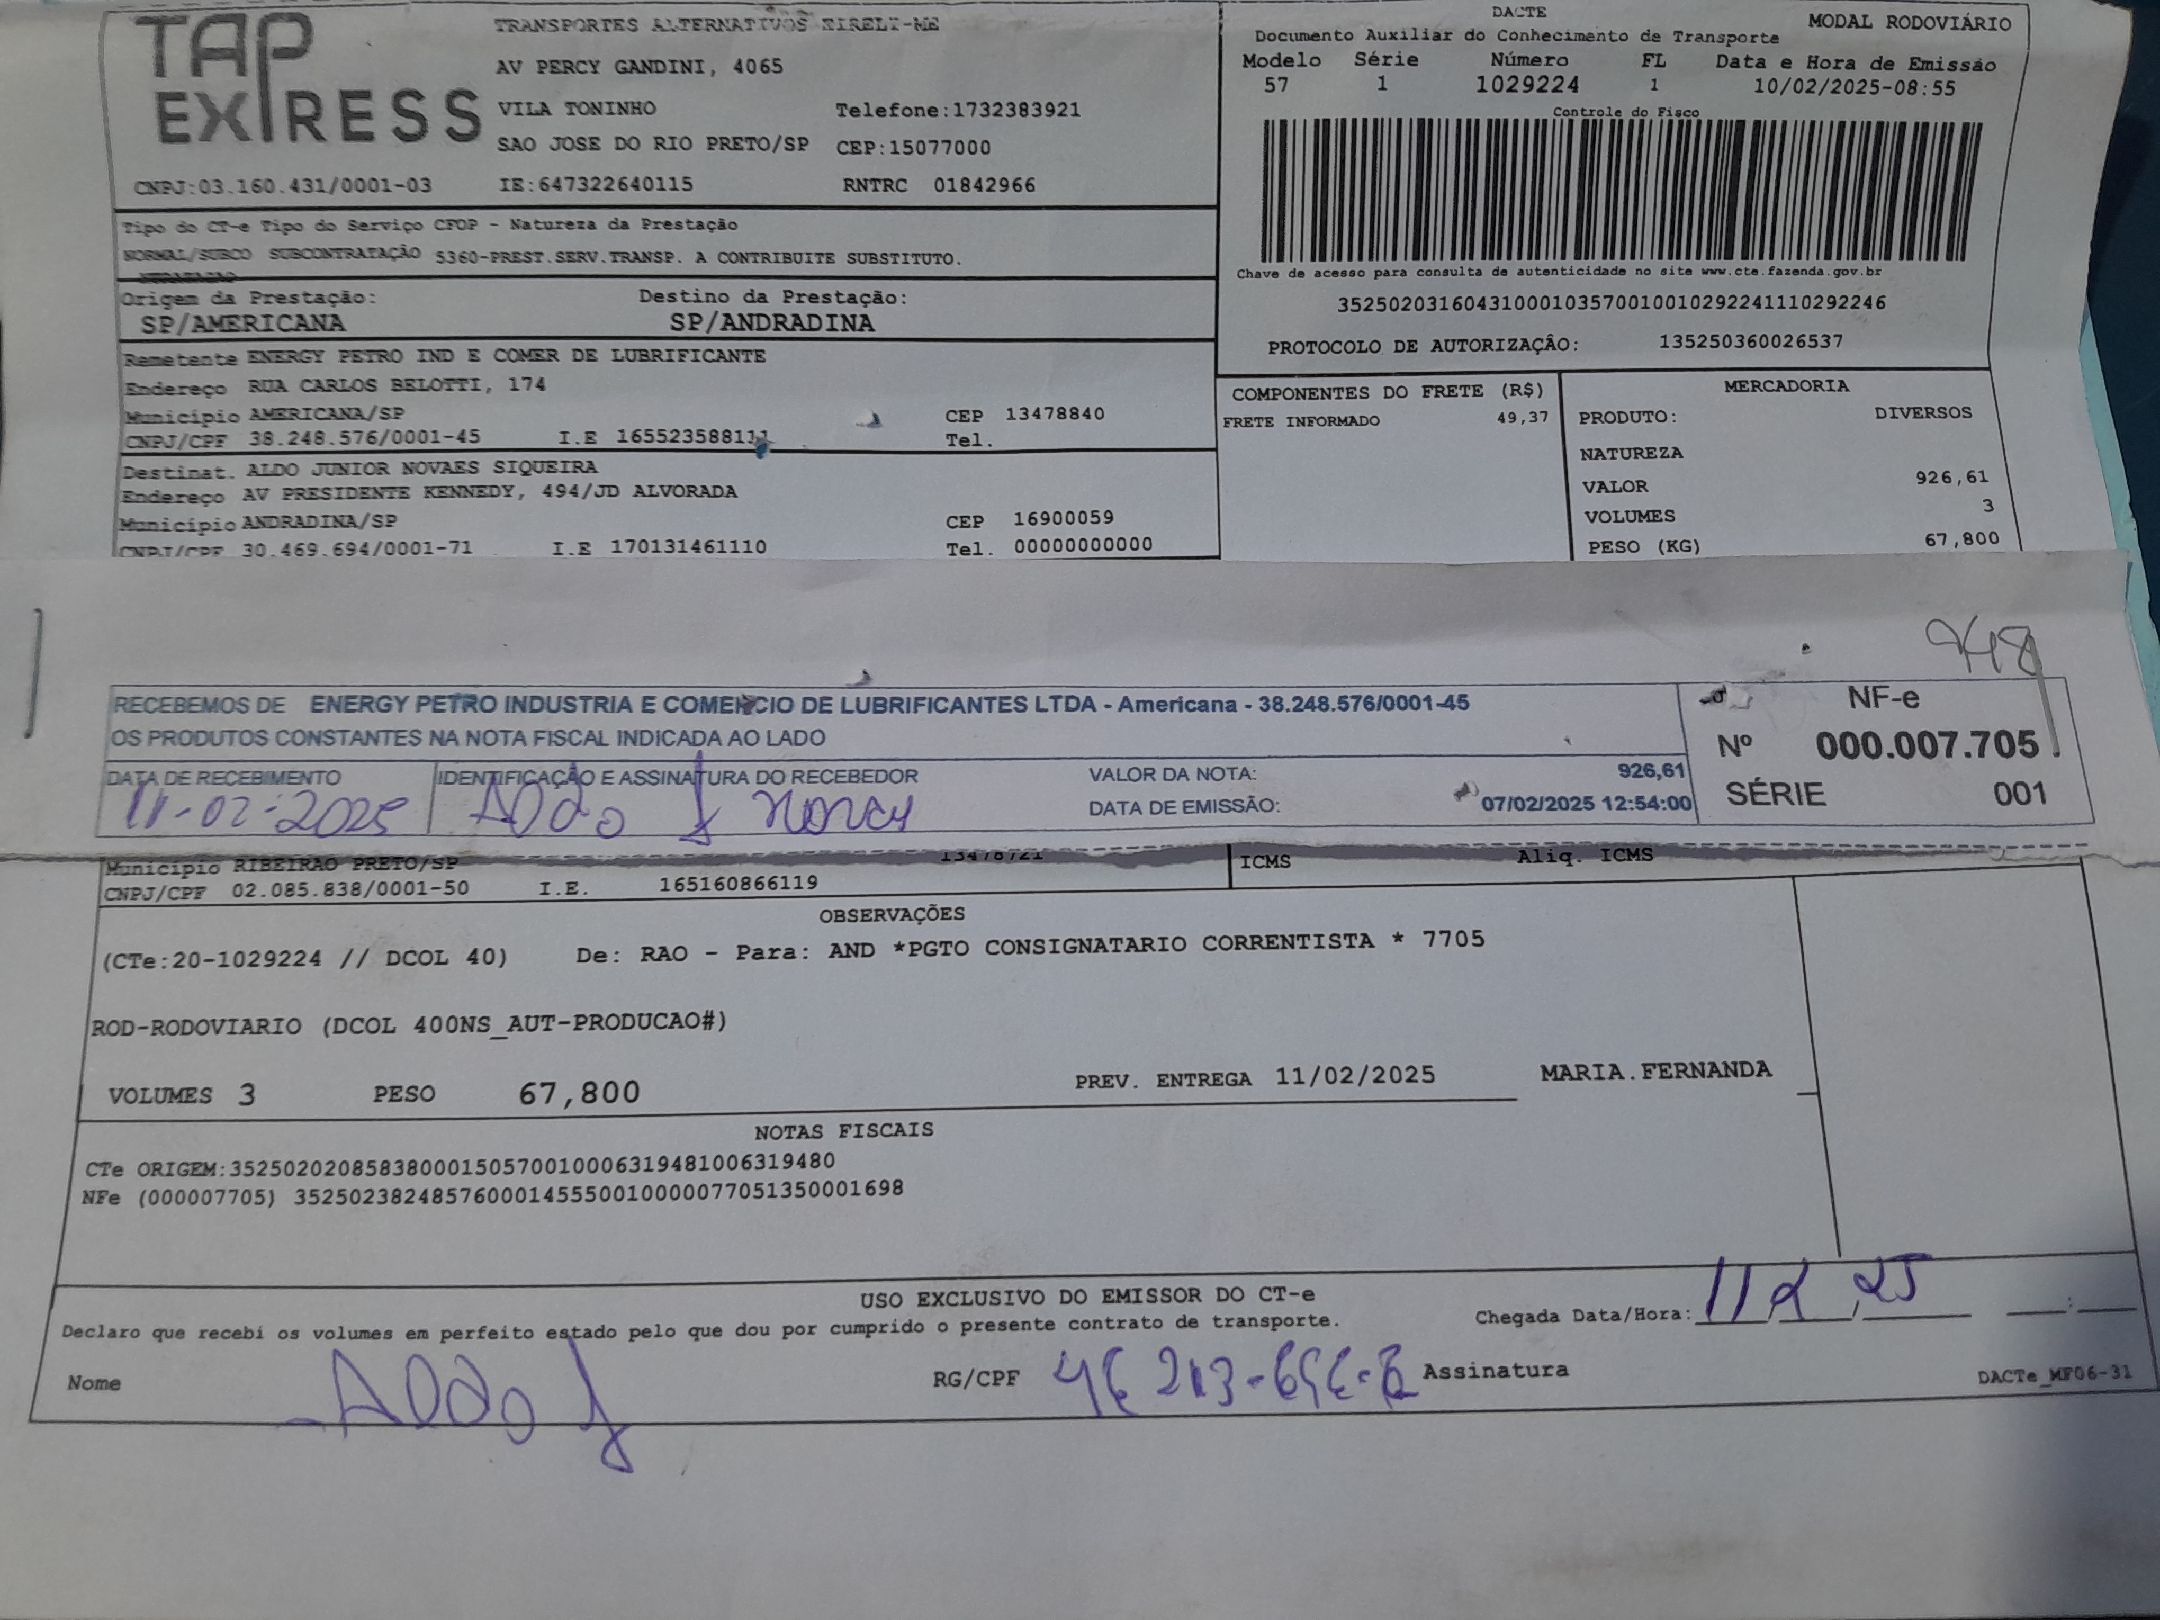 TAP EXPRESS
TRANSPORTES ALTERNATIVOS EIRELI-ME
AV PERCY GANDINI, 4065
VILA TONINHO Telefone:1732383921
SAO JOSE DO RIO PRETO/SP CEP:15077000
CNPJ:03.160.431/0001-03 IE:647322640115 RNTRC 01842966
DACTE
MODAL RODOVIÁRIO
Documento Auxiliar do Conhecimento de Transporte
Modelo Série Número FL Data e Hora de Emissão
57 1 1029224 1 10/02/2025-08:55
Controle do Fisco
Chave de acesso para consulta de autenticidade no site www.cte.fazenda.gov.br
35250203160431000103570010010292241110292246
PROTOCOLO DE AUTORIZAÇÃO: 135250360026537
Tipo do CT-e Tipo do Serviço CFOP - Natureza da Prestação
NORMAL/SUBCO SUBCONTRATAÇÃO 5360-PREST.SERV.TRANSP. A CONTRIBUITE SUBSTITUTO.
Origem da Prestação: Destino da Prestação:
SP/AMERICANA SP/ANDRADINA
Remetente ENERGY PETRO IND E COMER DE LUBRIFICANTE
Endereço RUA CARLOS BELOTTI, 174
Município AMERICANA/SP CEP 13478840
CNPJ/CPF 38.248.576/0001-45 I.E 165523588111 Tel.
Destinat. ALDO JUNIOR NOVAES SIQUEIRA
Endereço AV PRESIDENTE KENNEDY, 494/JD ALVORADA
Município ANDRADINA/SP CEP 16900059
CNPJ/CPF 30.469.694/0001-71 I.E 170131461110 Tel. 00000000000
COMPONENTES DO FRETE (R$)
FRETE INFORMADO 49,37
MERCADORIA
PRODUTO: DIVERSOS
NATUREZA
VALOR 926,61
VOLUMES 3
PESO (KG) 67,800
948
RECEBEMOS DE ENERGY PETRO INDUSTRIA E COMERCIO DE LUBRIFICANTES LTDA - Americana - 38.248.576/0001-45
OS PRODUTOS CONSTANTES NA NOTA FISCAL INDICADA AO LADO
DATA DE RECEBIMENTO IDENTIFICAÇÃO E ASSINATURA DO RECEBEDOR VALOR DA NOTA: 926,61
11-02-2025 Aldo J Novaes DATA DE EMISSÃO: 07/02/2025 12:54:00
NF-e
Nº 000.007.705
SÉRIE 001
Município RIBEIRAO PRETO/SP ICMS Aliq. ICMS
CNPJ/CPF 02.085.838/0001-50 I.E. 165160866119
OBSERVAÇÕES
(CTe:20-1029224 // DCOL 40) De: RAO - Para: AND *PGTO CONSIGNATARIO CORRENTISTA * 7705
ROD-RODOVIARIO (DCOL 400NS_AUT-PRODUCAO#)
VOLUMES 3 PESO 67,800 PREV. ENTREGA 11/02/2025 MARIA.FERNANDA
NOTAS FISCAIS
CTe ORIGEM:35250202085838000150570010006319481006319480
NFe (000007705) 35250238248576000145550010000077051350001698
USO EXCLUSIVO DO EMISSOR DO CT-e
Declaro que recebi os volumes em perfeito estado pelo que dou por cumprido o presente contrato de transporte. Chegada Data/Hora: 11 2 25 :
Nome Aldo J RG/CPF Assinatura DACTe_MF06-31